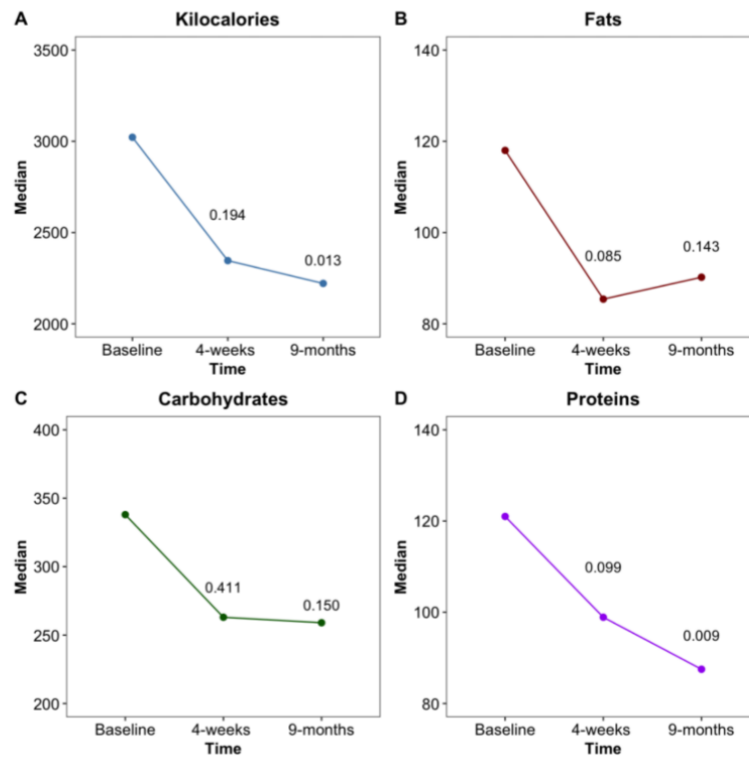 A
Kilocalories
3500
3000
2500
2000
Median
0.194
0.013
Baseline
4-weeks
9-months
Time
B
Fats
140
120
100
80
Median
0.085
0.143
Baseline
4-weeks
9-months
Time
C
Carbohydrates
400
350
300
250
200
Median
0.411
0.150
Baseline
4-weeks
9-months
Time
D
Proteins
140
120
100
80
Median
0.099
0.009
Baseline
4-weeks
9-months
Time